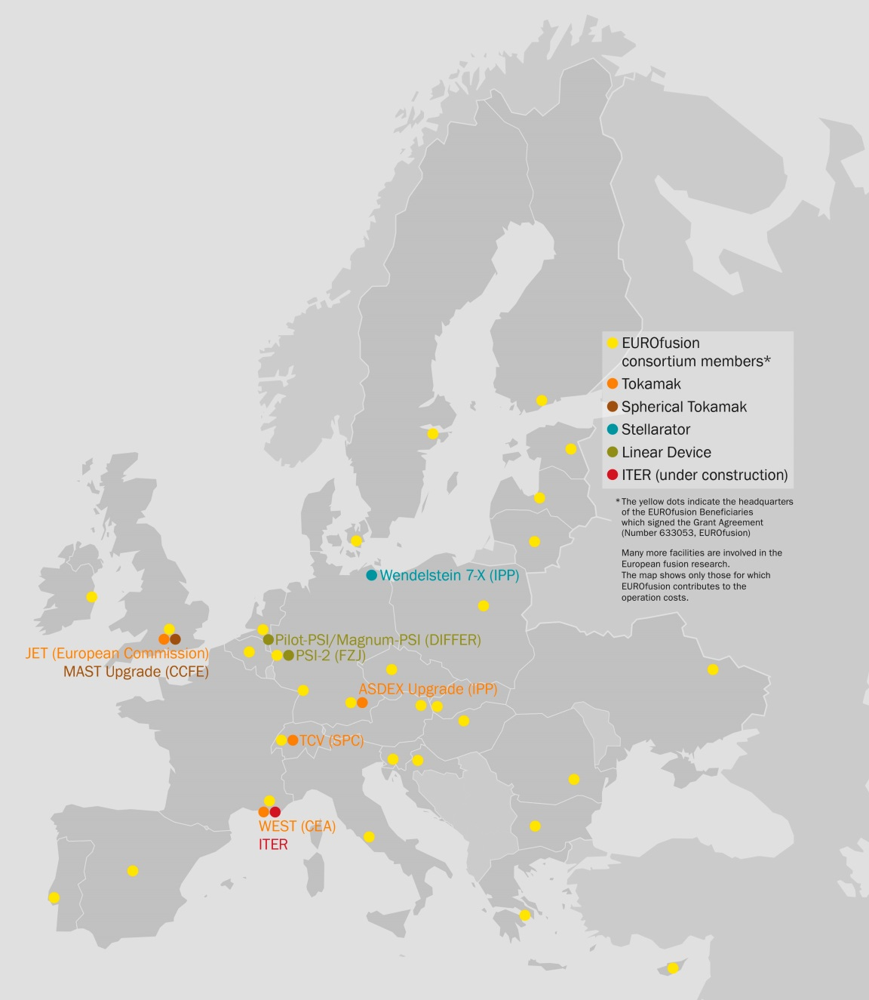 EUROfusion
consortium members*
Tokamak
Spherical Tokamak
Stellarator
Linear Device
ITER (under construction)
* The yellow dots indicate the headquarters
of the EUROfusion Beneficiaries
which signed the Grant Agreement
(Number 633053, EUROfusion)
Many more facilities are involved in the
European fusion research.
The map shows only those for which
EUROfusion contributes to the
operation costs.
Wendelstein 7-X (IPP)
Pilot-PSI/Magnum-PSI (DIFFER)
JET (European Commission)
PSI-2 (FZJ)
MAST Upgrade (CCFE)
ASDEX Upgrade (IPP)
TCV (SPC)
WEST (CEA)
ITER